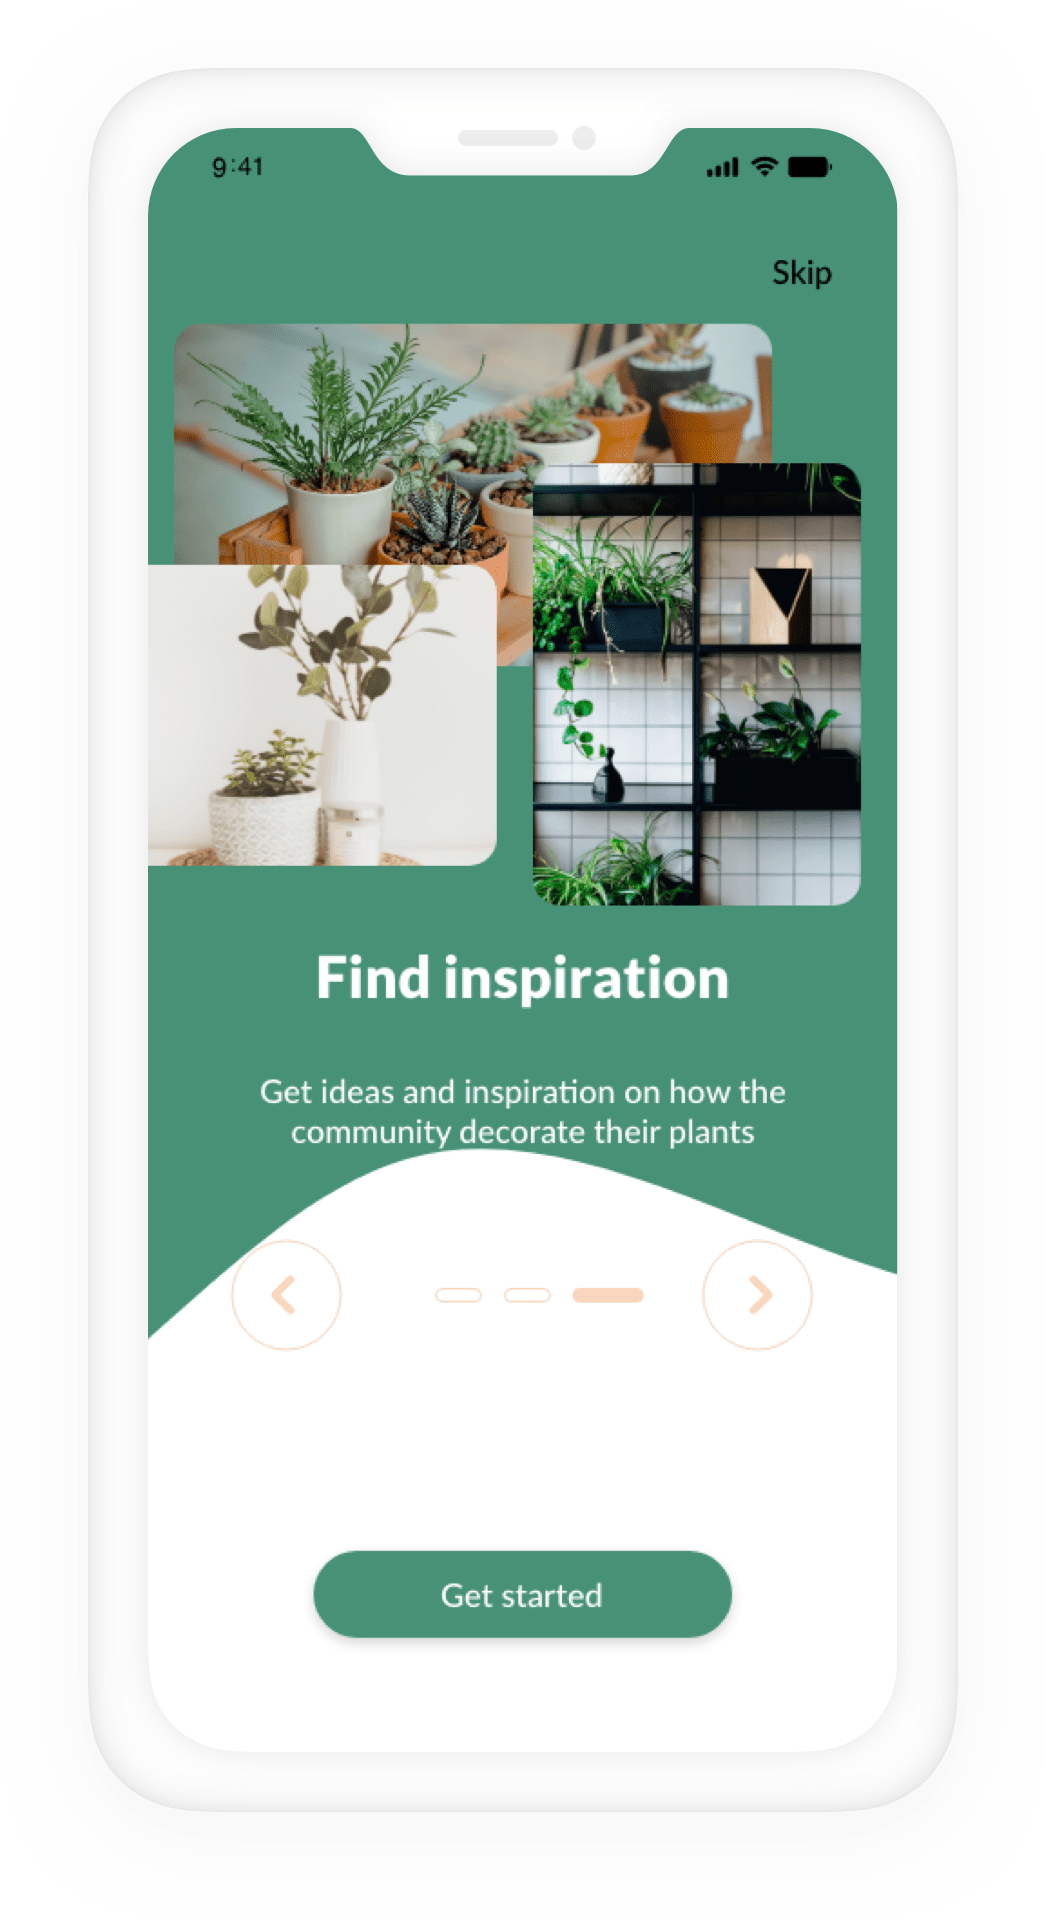 9:41
Skip
Find inspiration
Get ideas and inspiration on how the
community decorate their plants
Get started